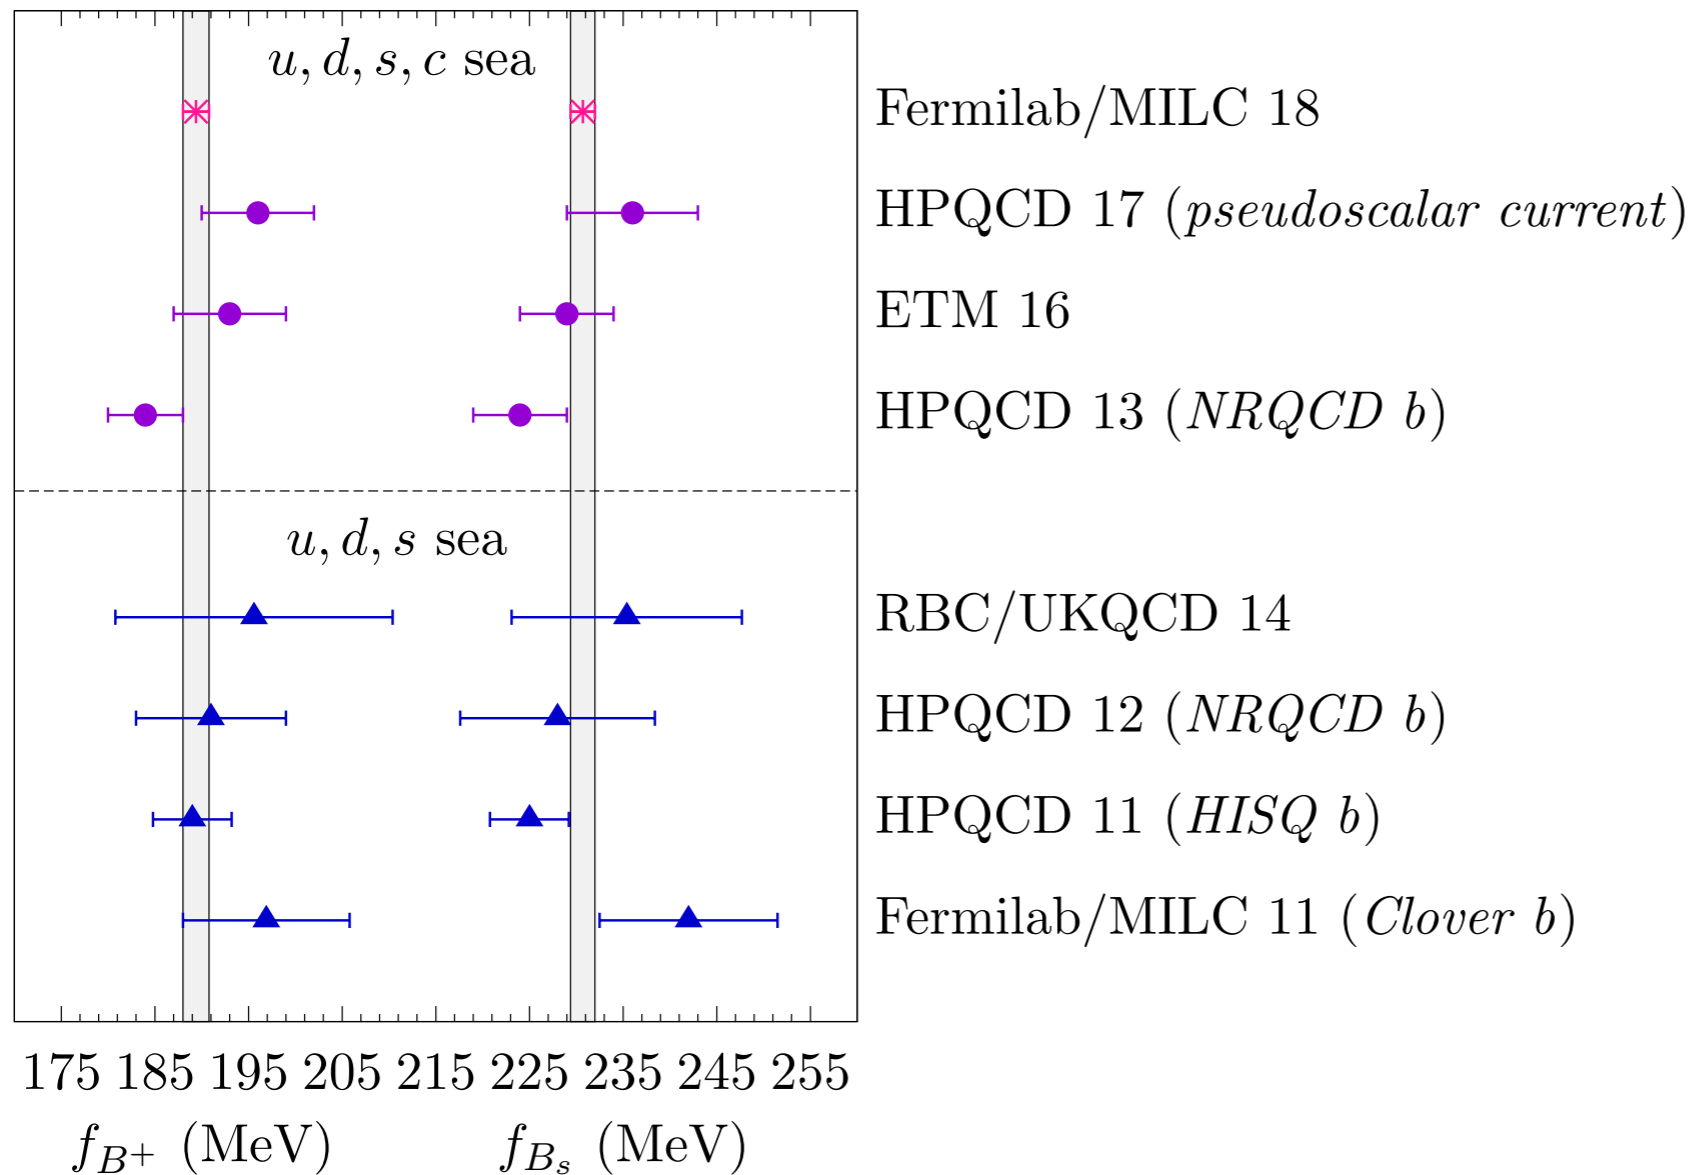 u, d, s, c sea
Fermilab/MILC 18
HPQCD 17 (pseudoscalar current)
ETM 16
HPQCD 13 (NRQCD b)
u, d, s sea
RBC/UKQCD 14
HPQCD 12 (NRQCD b)
HPQCD 11 (HISQ b)
Fermilab/MILC 11 (Clover b)
175 185 195 205 215 225 235 245 255
f_{B^+} (MeV) f_{B_s} (MeV)